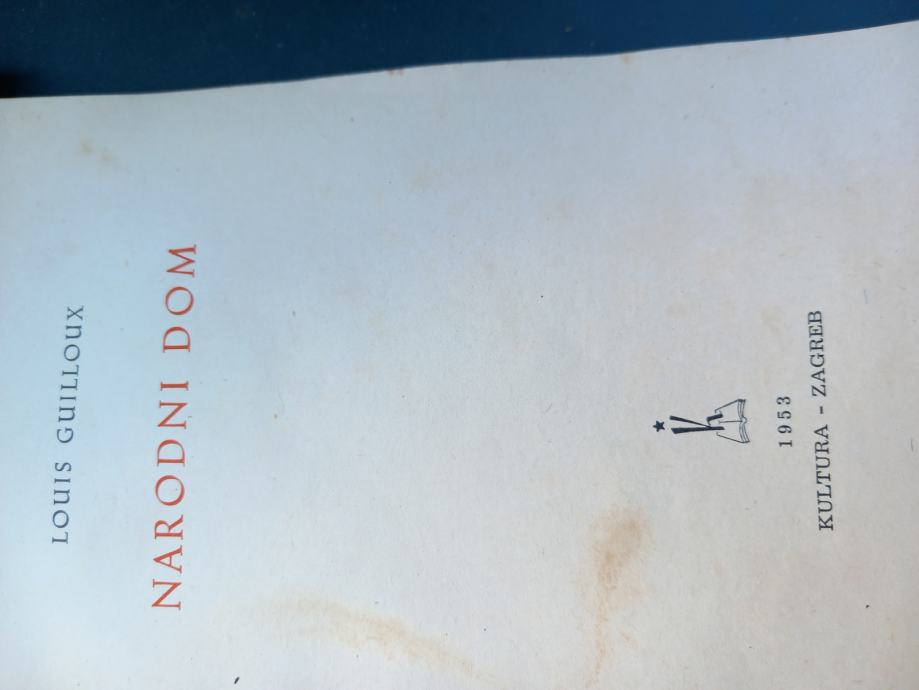 LOUIS GUILLOUX
NARODNI DOM
K
1953
KULTURA - ZAGREB